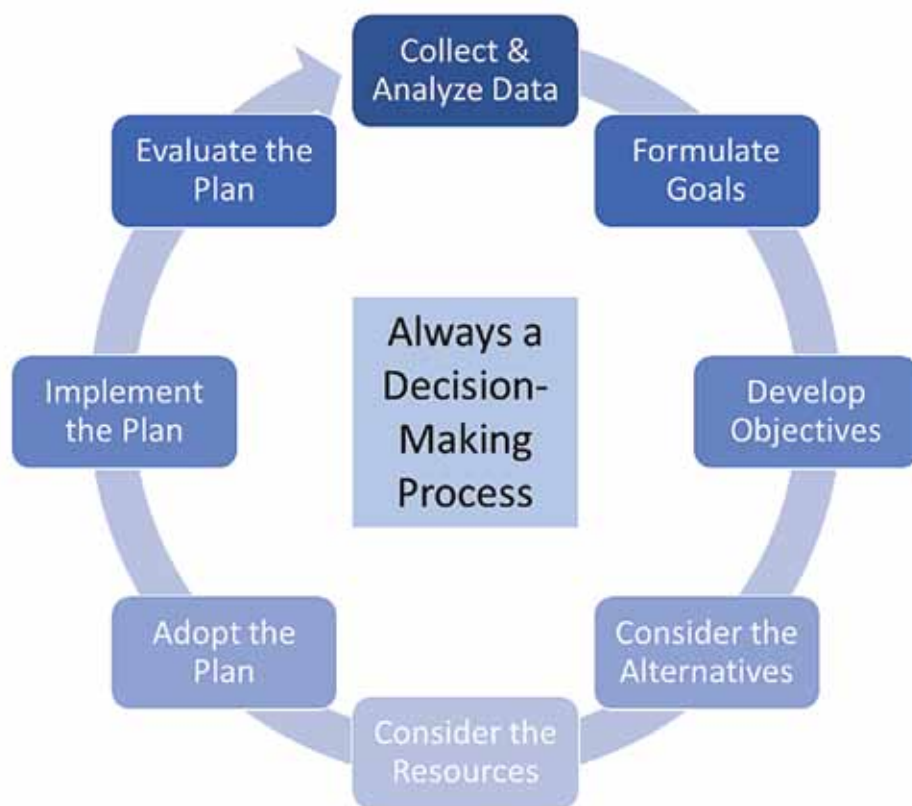 Collect &
Analyze Data
Formulate
Goals
Develop
Objectives
Consider the
Alternatives
Consider the
Resources
Adopt the
Plan
Implement
the Plan
Evaluate the
Plan
Always a
Decision-
Making
Process